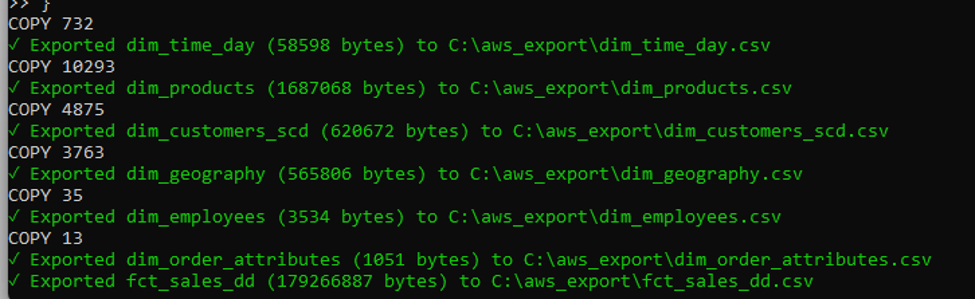 >> }
COPY 732
✓ Exported dim_time_day (58598 bytes) to C:\aws_export\dim_time_day.csv
COPY 10293
✓ Exported dim_products (1687068 bytes) to C:\aws_export\dim_products.csv
COPY 4875
✓ Exported dim_customers_scd (620672 bytes) to C:\aws_export\dim_customers_scd.csv
COPY 3763
✓ Exported dim_geography (565806 bytes) to C:\aws_export\dim_geography.csv
COPY 35
✓ Exported dim_employees (3534 bytes) to C:\aws_export\dim_employees.csv
COPY 13
✓ Exported dim_order_attributes (1051 bytes) to C:\aws_export\dim_order_attributes.csv
✓ Exported fct_sales_dd (179266887 bytes) to C:\aws_export\fct_sales_dd.csv